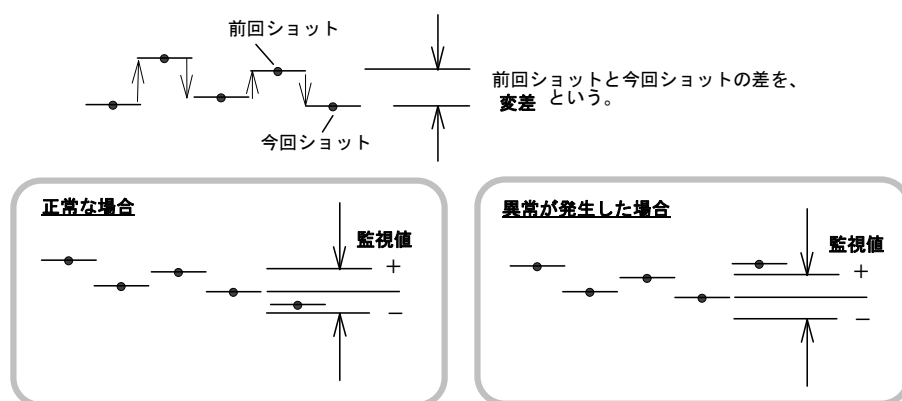 前回ショット
前回ショットと今回ショットの差を、
変差 という。
今回ショット
正常な場合
監視値
+
−
異常が発生した場合
監視値
+
−